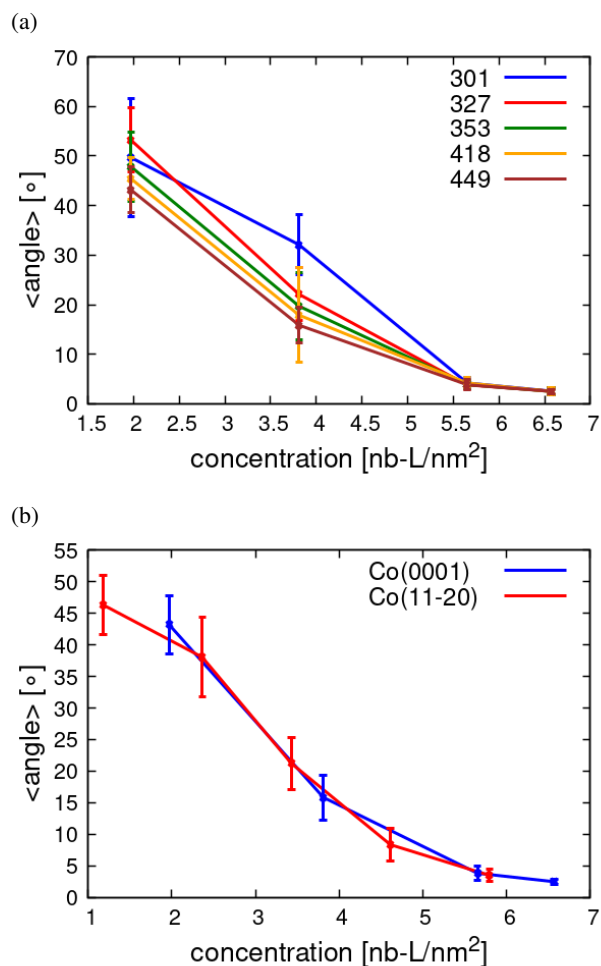 (a)
70
60
50
40
30
20
10
0
<angle> [°]
301
327
353
418
449
1.5 2 2.5 3 3.5 4 4.5 5 5.5 6 6.5 7
concentration [nb-L/nm²]
(b)
55
50
45
40
35
30
25
20
15
10
5
0
<angle> [°]
Co(0001)
Co(11-20)
1 2 3 4 5 6 7
concentration [nb-L/nm²]